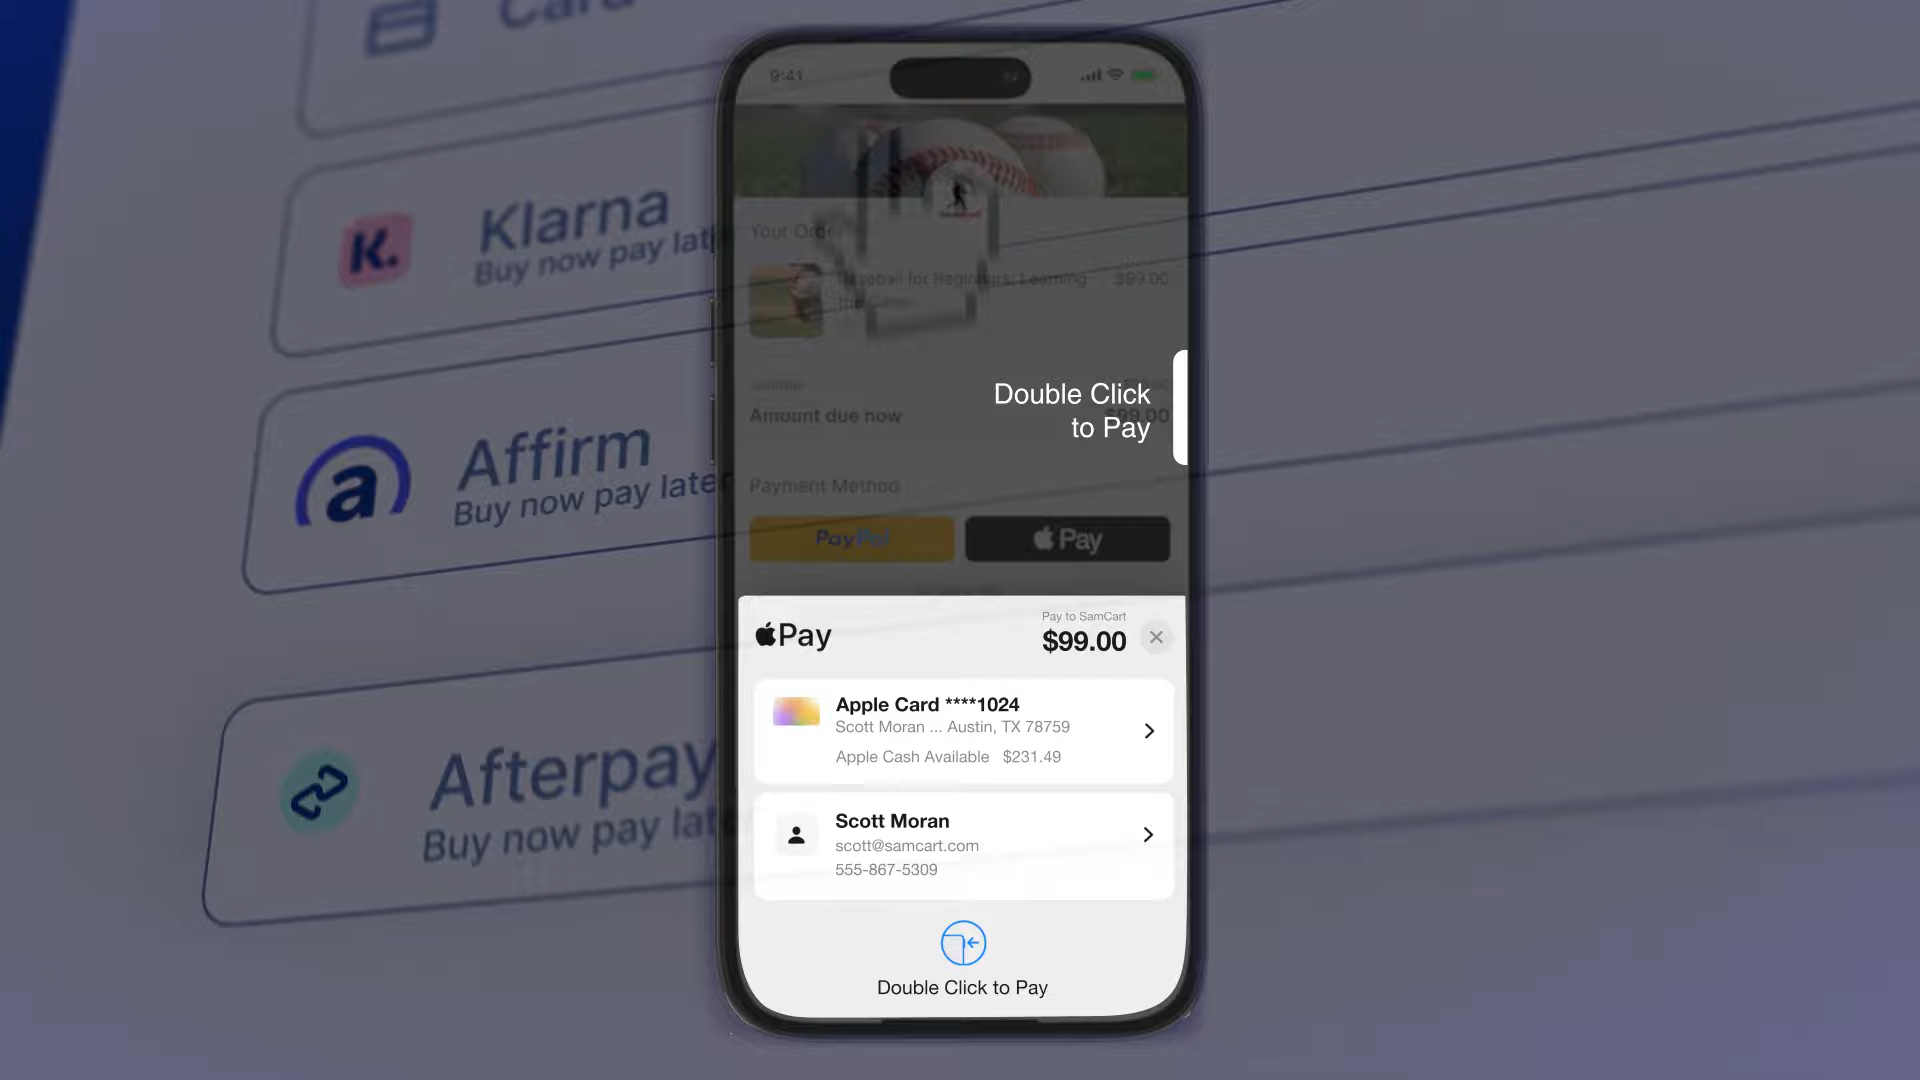 Card
Klarna
Buy now pay late
K.
Affirm
Buy now pay later
a
Afterpay
Buy now pay lat
9:41
Your Order
Baseball for Beginners: Learning $99.00
the Game
Double Click
to Pay
Amount due now $99.00
Payment Method
PayPal
Pay
Pay
Pay to SamCart
$99.00
Apple Card ****1024
Scott Moran ... Austin, TX 78759
Apple Cash Available $231.49
Scott Moran
scott@samcart.com
555-867-5309
Double Click to Pay